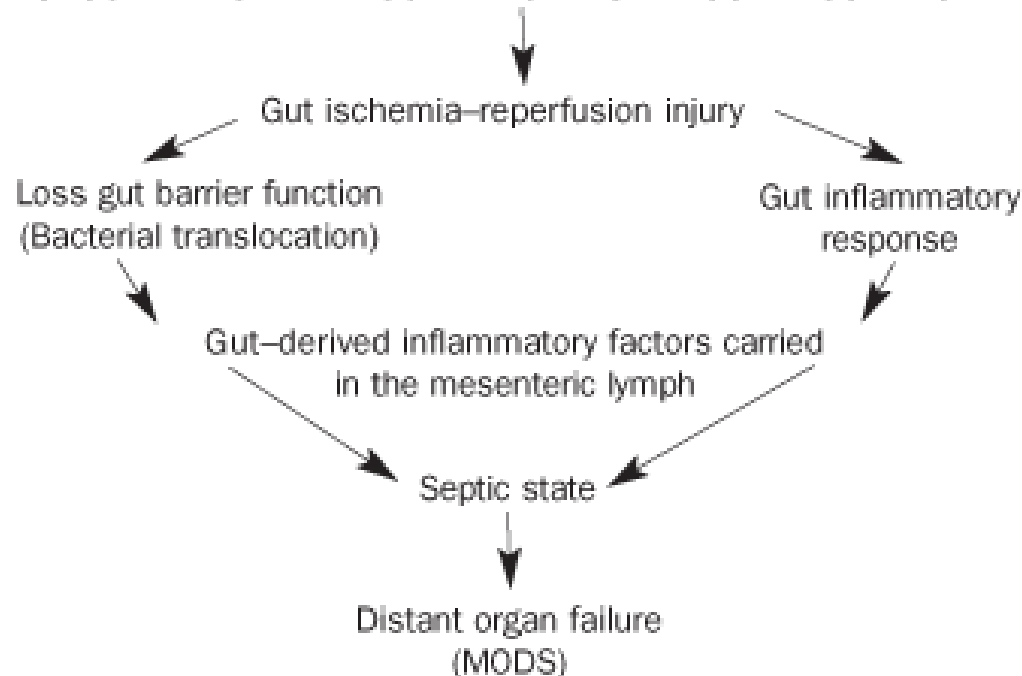 Gut ischemia–reperfusion injury
Loss gut barrier function
(Bacterial translocation)
Gut inflammatory
response
Gut–derived inflammatory factors carried
in the mesenteric lymph
Septic state
Distant organ failure
(MODS)